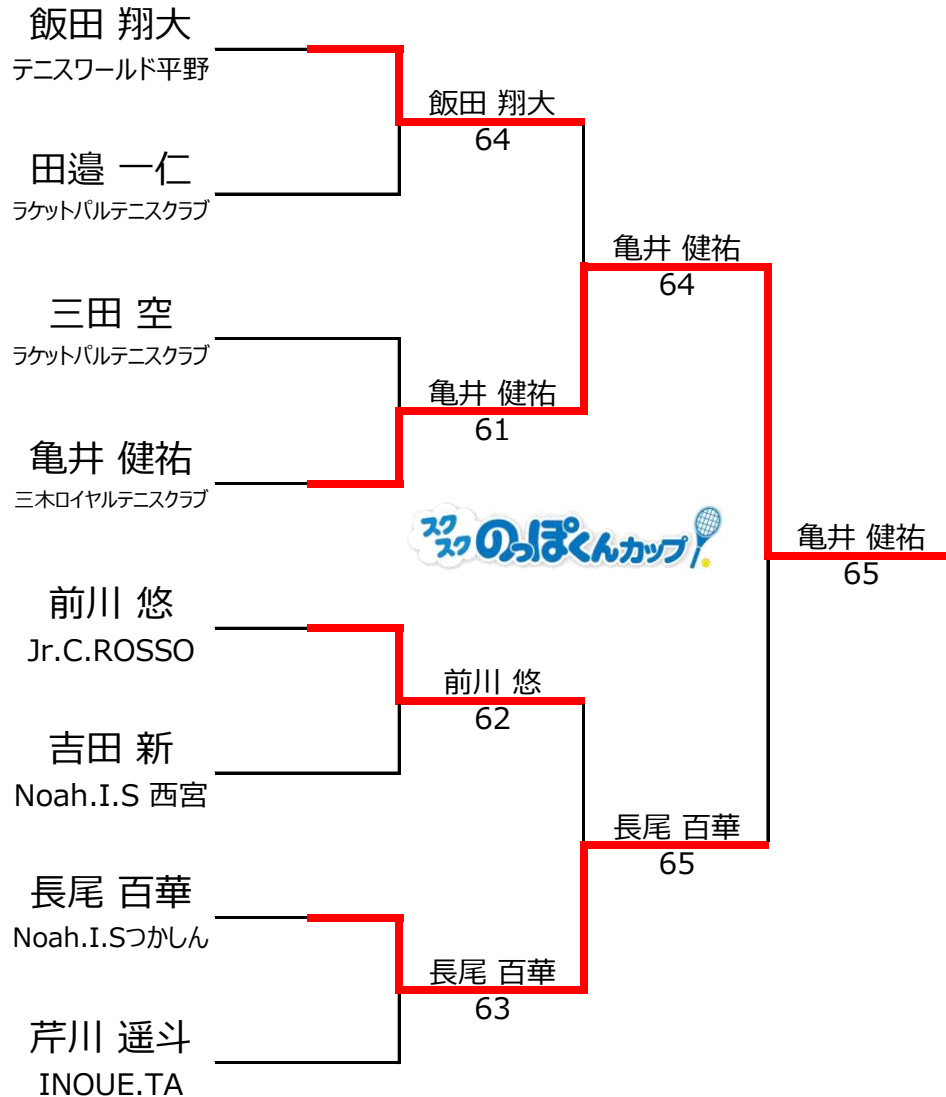 飯田 翔大
テニスワールド平野
飯田 翔大
64
田邉 一仁
ラケットパルテニスクラブ
亀井 健祐
64
三田 空
ラケットパルテニスクラブ
亀井 健祐
61
亀井 健祐
三木ロイヤルテニスクラブ
スクスクのっぽくんカップ
亀井 健祐
65
前川 悠
Jr.C.ROSSO
前川 悠
62
吉田 新
Noah.I.S 西宮
長尾 百華
65
長尾 百華
Noah.I.Sつかしん
長尾 百華
63
芹川 遥斗
INOUE.TA